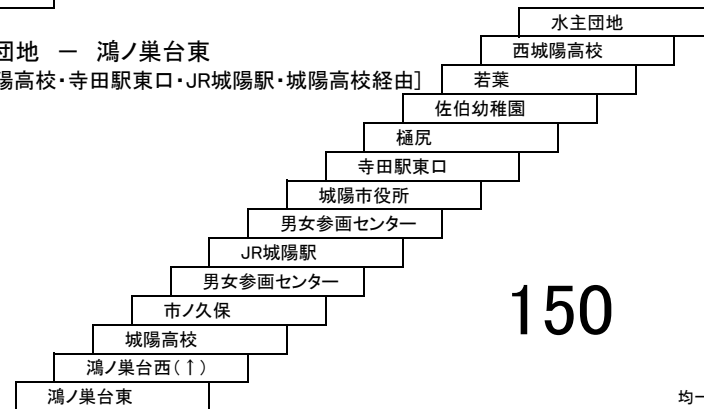 水主団地
団地 － 鴻ノ巣台東
西城陽高校
陽高校・寺田駅東口・JR城陽駅・城陽高校経由]
若葉
佐伯幼稚園
樋尻
寺田駅東口
城陽市役所
男女参画センター
JR城陽駅
男女参画センター
市ノ久保
150
城陽高校
鴻ノ巣台西(↑)
鴻ノ巣台東
均一